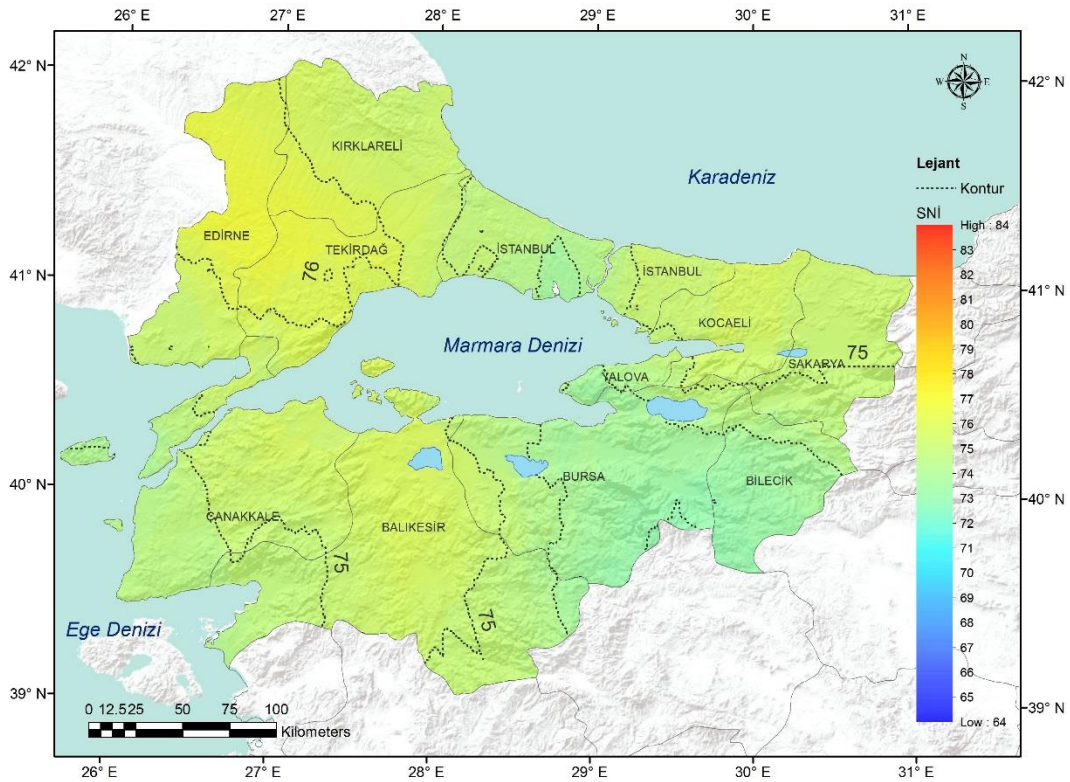 26° E 27° E 28° E 29° E 30° E 31° E
42° N 42° N
N
W E
S
KIRKLARELİ
Lejant
Kontur
Karadeniz
SNİ
High : 84
EDİRNE
TEKİRDAĞ
İSTANBUL
83
82
76
İSTANBUL
41° N 41° N
81
80
KOCAELİ
79
Marmara Denizi
75
SAKARYA
78
YALOVA
77
76
75
40° N 40° N
BURSA
BİLECİK
74
73
ÇANAKKALE
BALIKESİR
72
75
71
70
75
69
Ege Denizi
68
67
66
39° N 39° N
65
Low : 64
0 12.5 25 50 75 100
Kilometers
26° E 27° E 28° E 29° E 30° E 31° E